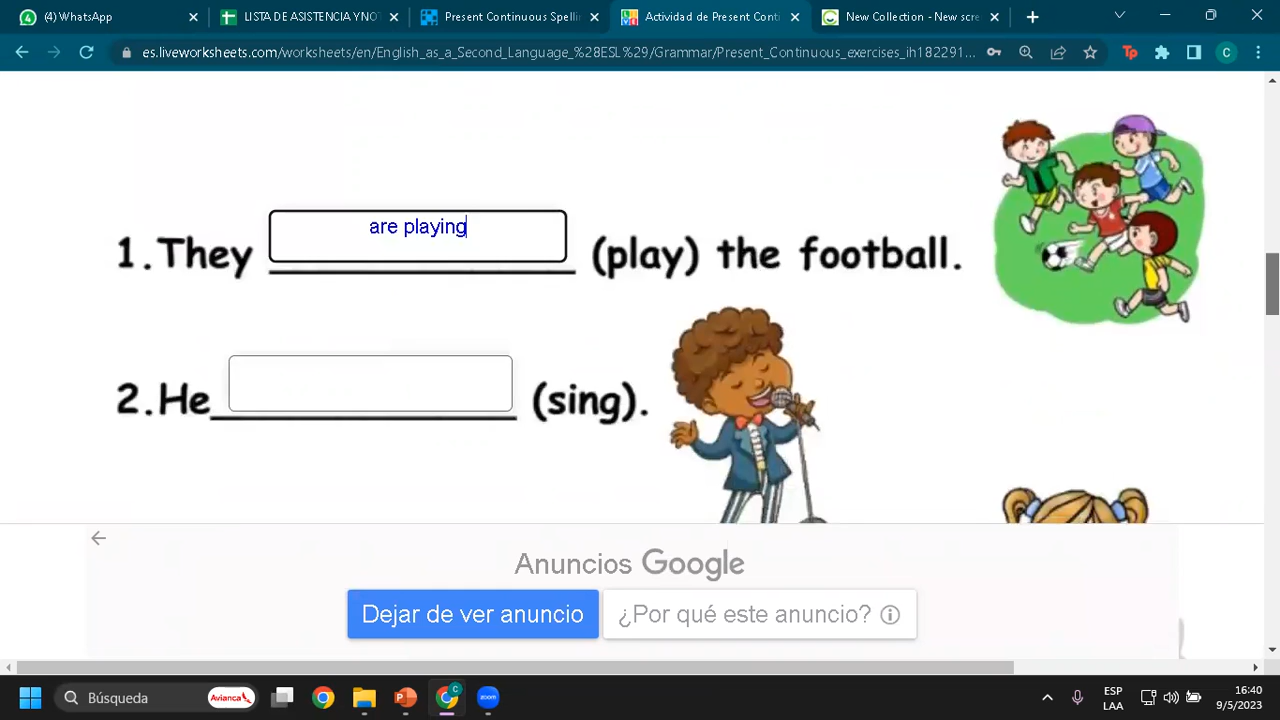 (4) WhatsApp
LISTA DE ASISTENCIA Y NOT
Present Continuous Spelli
Actividad de Present Conti
New Collection - New scre
es.liveworksheets.com/worksheets/en/English_as_a_Second_Language_%28ESL%29/Grammar/Present_Continuous_exercises_ih182291...
1.They are playing (play) the football.
2.He (sing).
Anuncios Google
Dejar de ver anuncio
¿Por qué este anuncio?
Búsqueda
Avianca
ESP
LAA
16:40
9/5/2023